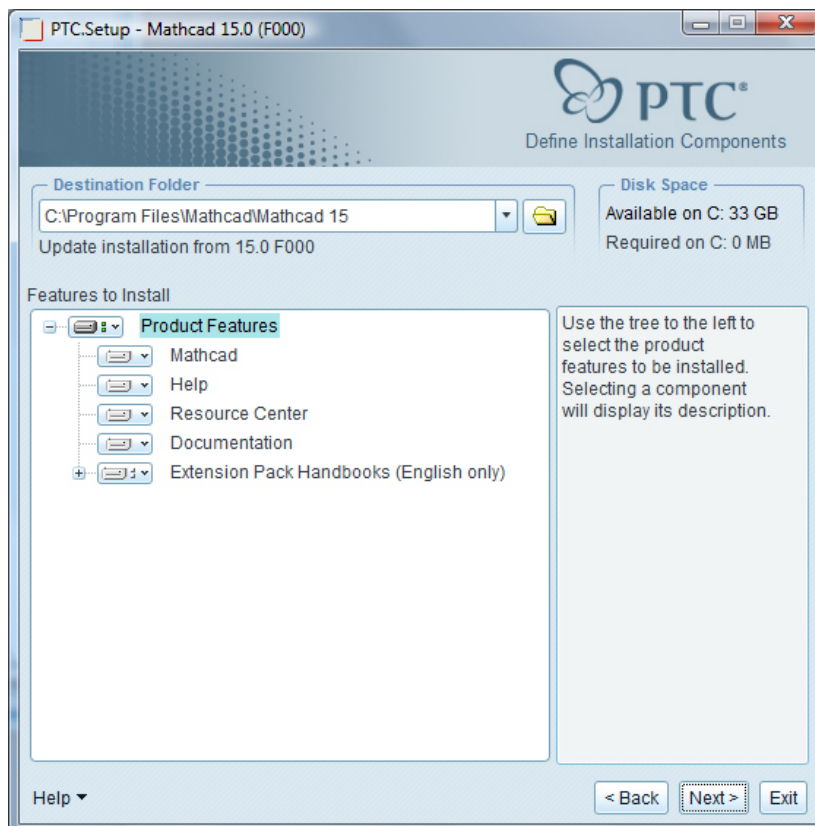 PTC.Setup - Mathcad 15.0 (F000)
PTC®
Define Installation Components
Destination Folder
C:\Program Files\Mathcad\Mathcad 15
Update installation from 15.0 F000
Disk Space
Available on C: 33 GB
Required on C: 0 MB
Features to Install
Product Features
Mathcad
Help
Resource Center
Documentation
Extension Pack Handbooks (English only)
Use the tree to the left to
select the product
features to be installed.
Selecting a component
will display its description.
Help
< Back
Next >
Exit